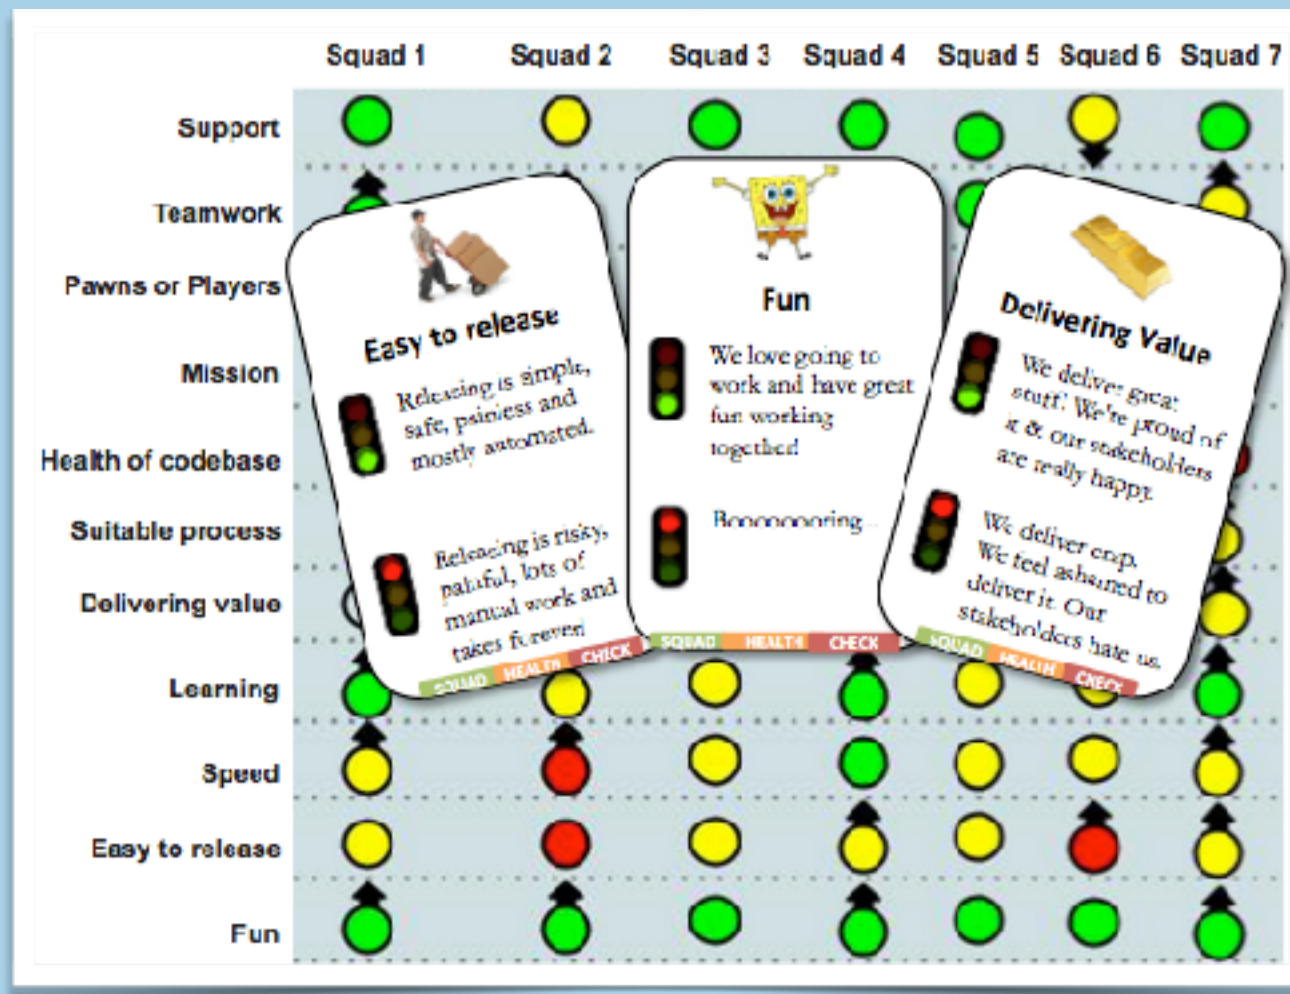 Squad 1 Squad 2 Squad 3 Squad 4 Squad 5 Squad 6 Squad 7
Support
Teamwork
Pawns or Players
Mission
Health of codebase
Suitable process
Delivering value
Learning
Speed
Easy to release
Fun
Easy to release
Releasing is simple,
safe, painless and
mostly automated.
Releasing is risky,
painful, lots of
manual work and
takes forever!
SQUAD HEALTH CHECK
Fun
We love going to
work and have great
fun working
together!
Boooooooring...
SQUAD HEALTH CHECK
Delivering Value
We deliver great
stuff! We're proud of
it & our stakeholders
are really happy.
We deliver crap.
We feel ashamed to
deliver it. Our
stakeholders hate us.
SQUAD HEALTH CHECK